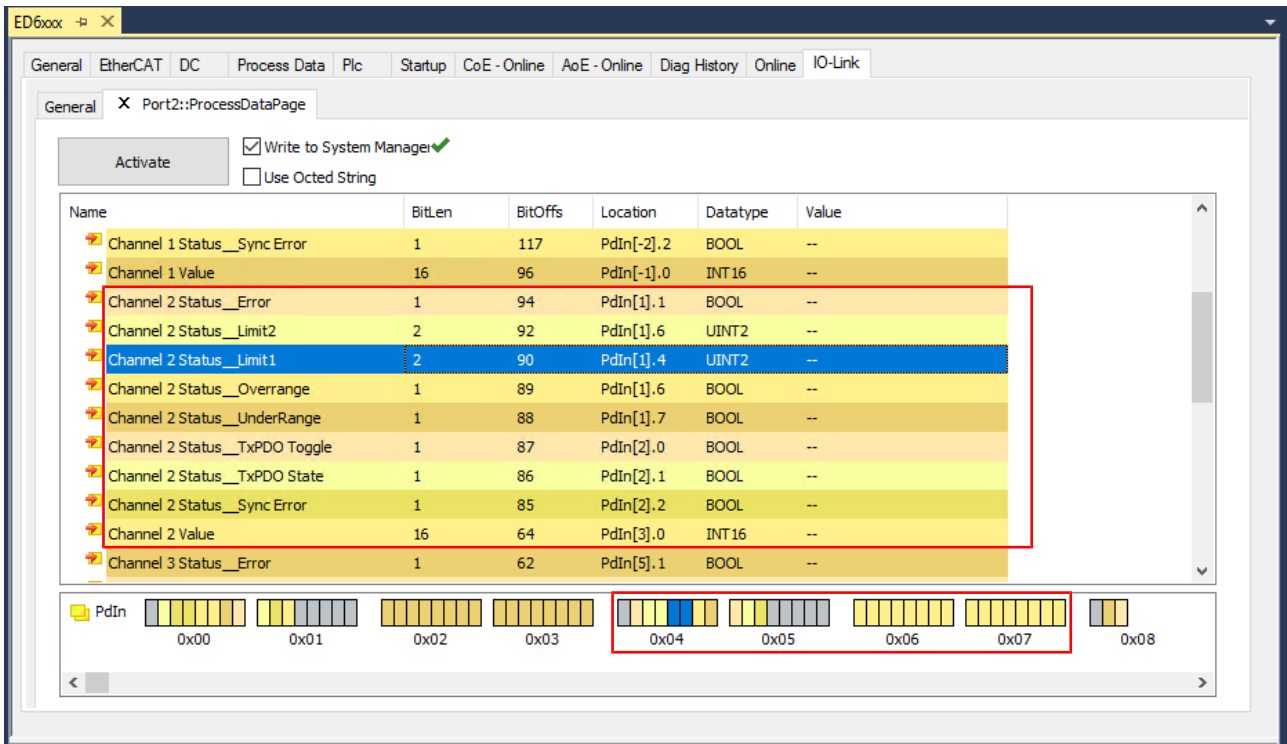 ED6xxx
General EtherCAT DC Process Data Plc Startup CoE - Online AoE - Online Diag History Online IO-Link
General X Port2::ProcessDataPage
Activate
Write to System Manager
Use Octed String
Name BitLen BitOffs Location Datatype Value
Channel 1 Status__Sync Error 1 117 PdIn[-2].2 BOOL --
Channel 1 Value 16 96 PdIn[-1].0 INT16 --
Channel 2 Status__Error 1 94 PdIn[1].1 BOOL --
Channel 2 Status__Limit2 2 92 PdIn[1].6 UINT2 --
Channel 2 Status__Limit1 2 90 PdIn[1].4 UINT2 --
Channel 2 Status__Overrange 1 89 PdIn[1].6 BOOL --
Channel 2 Status__UnderRange 1 88 PdIn[1].7 BOOL --
Channel 2 Status__TxPDO Toggle 1 87 PdIn[2].0 BOOL --
Channel 2 Status__TxPDO State 1 86 PdIn[2].1 BOOL --
Channel 2 Status__Sync Error 1 85 PdIn[2].2 BOOL --
Channel 2 Value 16 64 PdIn[3].0 INT16 --
Channel 3 Status__Error 1 62 PdIn[5].1 BOOL --
PdIn
0x00 0x01 0x02 0x03 0x04 0x05 0x06 0x07 0x08